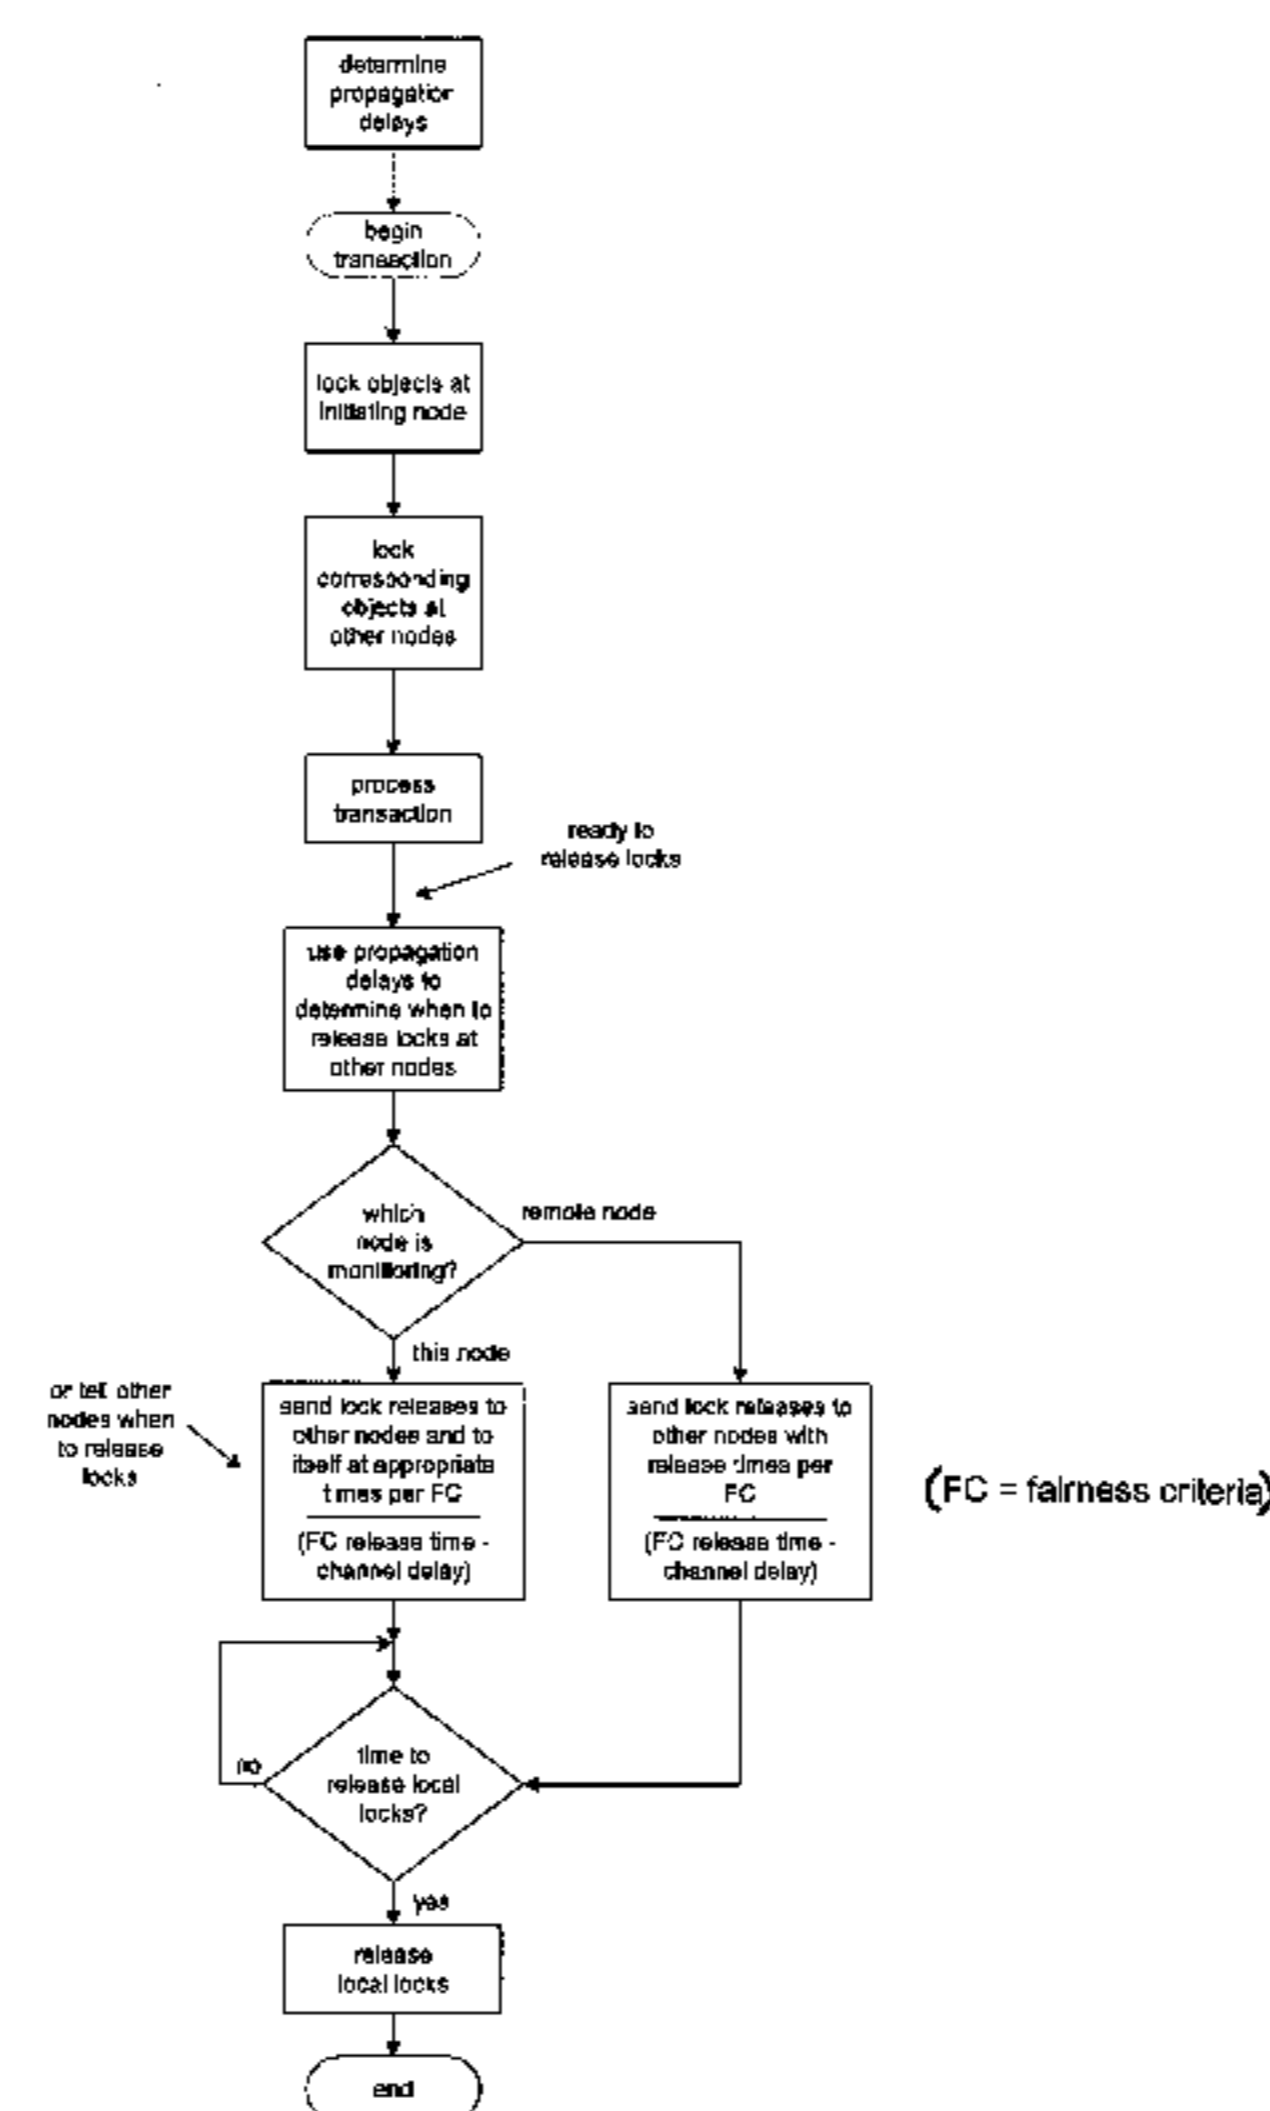 determine
propagation
delays
begin
transaction
lock objects at
initiating node
lock
corresponding
objects at
other nodes
process
transaction
ready to
release locks
use propagation
delays to
determine when to
release locks at
other nodes
which
node is
monitoring?
remote node
this node
or tell other
nodes when
to release
locks
send lock releases to
other nodes and to
itself at appropriate
times per FC
(FC release time -
channel delay)
send lock releases to
other nodes with
release times per
FC
(FC release time -
channel delay)
(FC = fairness criteria)
no
time to
release local
locks?
yes
release
local locks
end